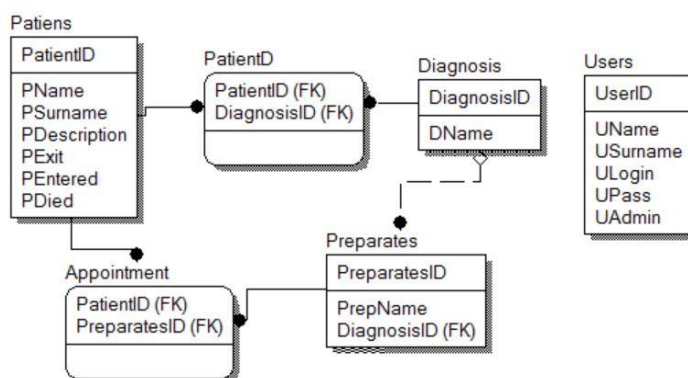 Patiens
PatientID
PName
PSurname
PDescription
PExit
PEntered
PDied
PatientD
PatientID (FK)
DiagnosisID (FK)
Diagnosis
DiagnosisID
DName
Users
UserID
UName
USurname
ULogin
UPass
UAdmin
Appointment
PatientID (FK)
PreparatesID (FK)
Preparates
PreparatesID
PrepName
DiagnosisID (FK)